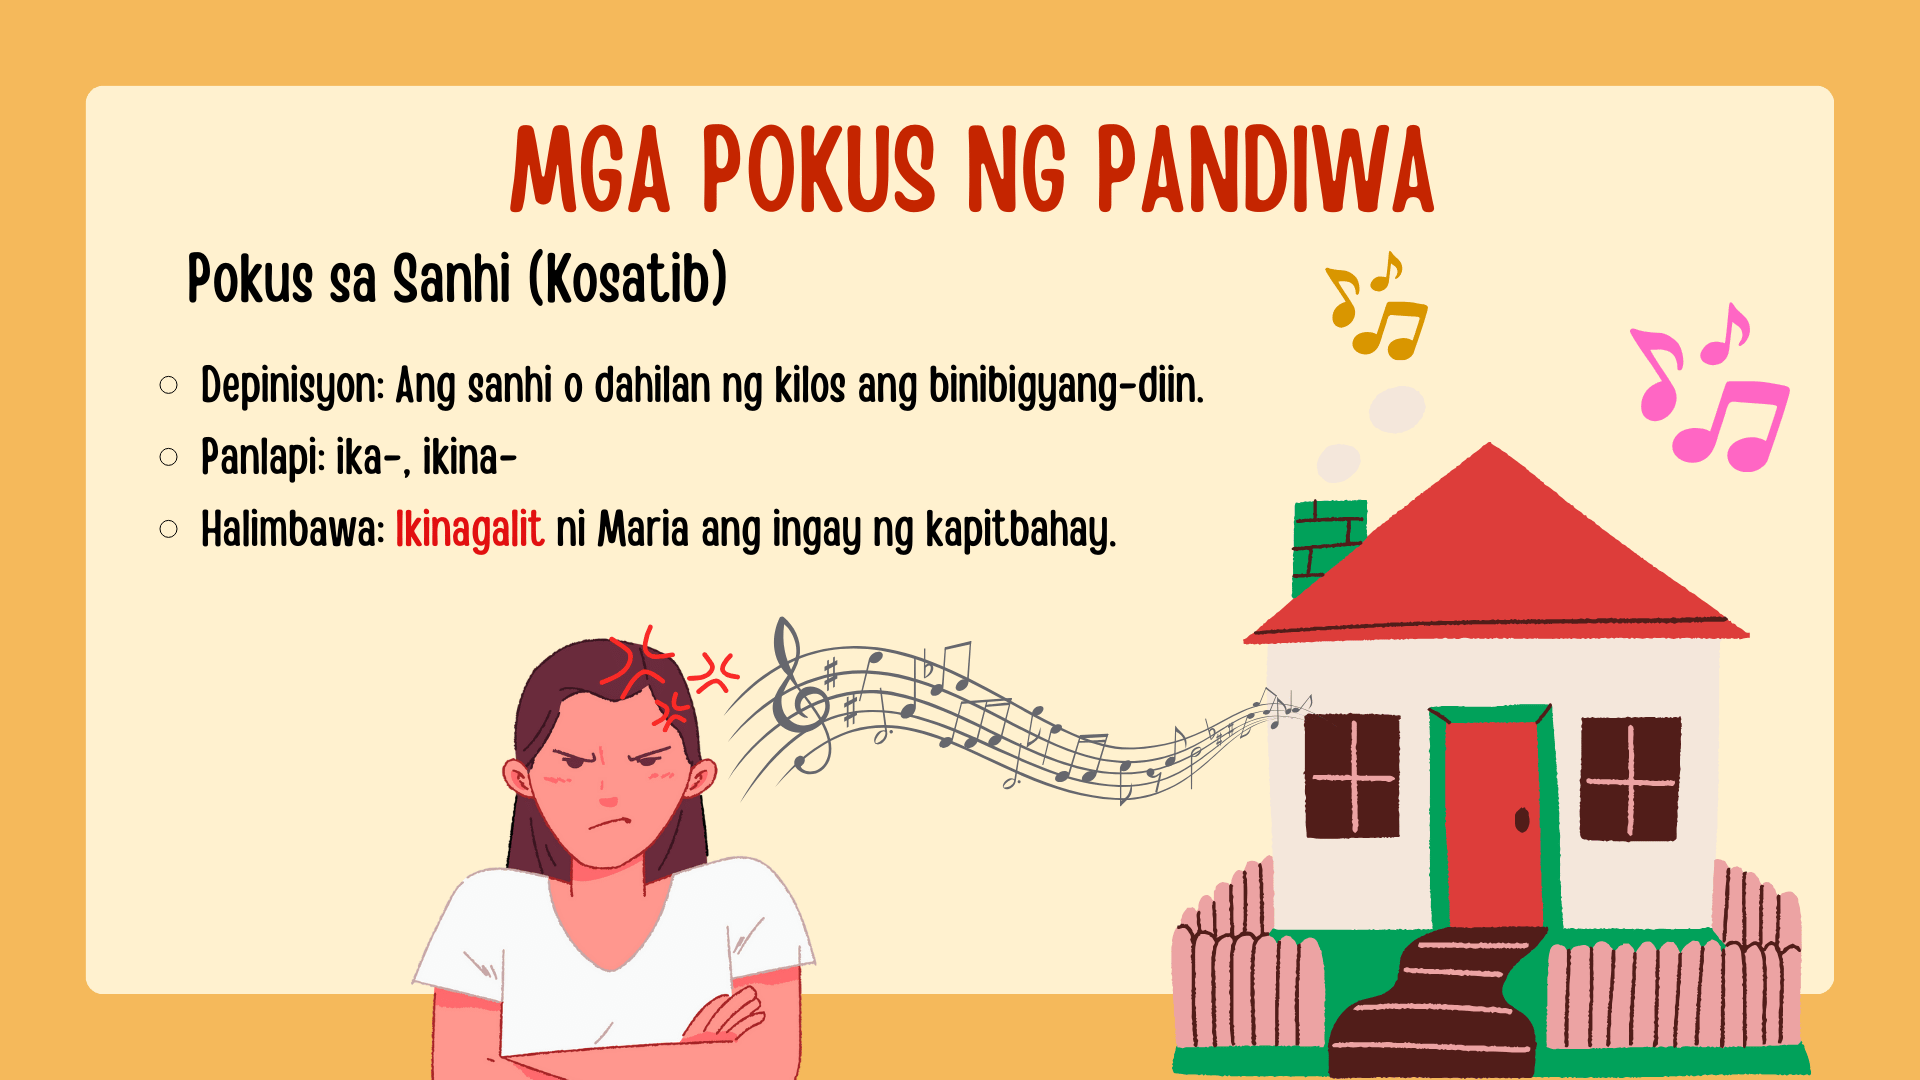 MGA POKUS NG PANDIWA
Pokus sa Sanhi (Kosatib)
Depinisyon: Ang sanhi o dahilan ng kilos ang binibigyang-diin.
Panlapi: ika-, ikina-
Halimbawa: Ikinagalit ni Maria ang ingay ng kapitbahay.